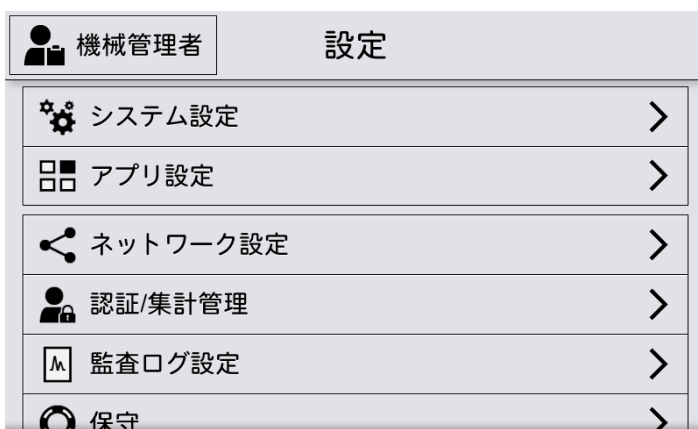 機械管理者
設定
システム設定
アプリ設定
ネットワーク設定
認証/集計管理
監査ログ設定
保守